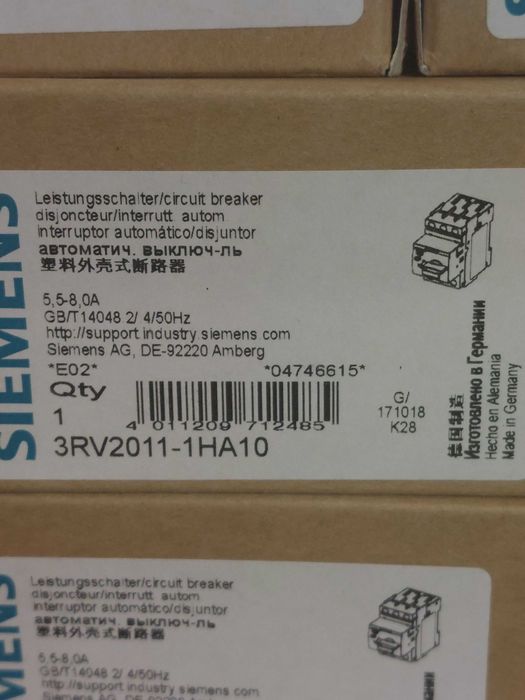 SIEMENS
Leistungsschalter/circuit breaker
disjoncteur/interrutt autom
interruptor automático/disjuntor
автоматич. выключ-ль
塑料外壳式断路器
5,5-8,0A
GB/T14048 2/ 4/50Hz
http://support industry.siemens com
Siemens AG, DE-92220 Amberg
*E02* *04746615*
Qty
1
4 011209 712485
G/
171018
K28
3RV2011-1HA10
德国制造
Изготовлено в Германии
Hecho en Alemania
Made in Germany
Leistungsschalter/circuit breaker
disjoncteur/interrutt autom
interruptor automático/disjuntor
автоматич. выключ-ль
塑料外壳式断路器
5,5-8,0A
GB/T14048 2/ 4/50Hz
http://support industry siemens com